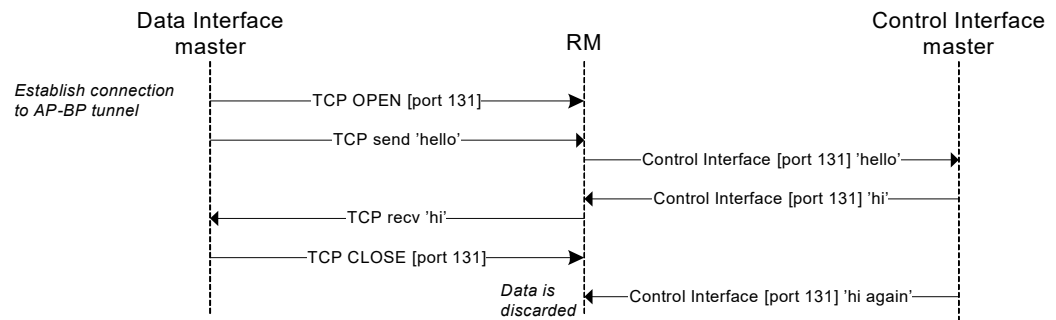 Data Interface
master
RM
Control Interface
master
Establish connection
to AP-BP tunnel
TCP OPEN [port 131]
TCP send 'hello'
Control Interface [port 131] 'hello'
Control Interface [port 131] 'hi'
TCP recv 'hi'
TCP CLOSE [port 131]
Data is
discarded
Control Interface [port 131] 'hi again'